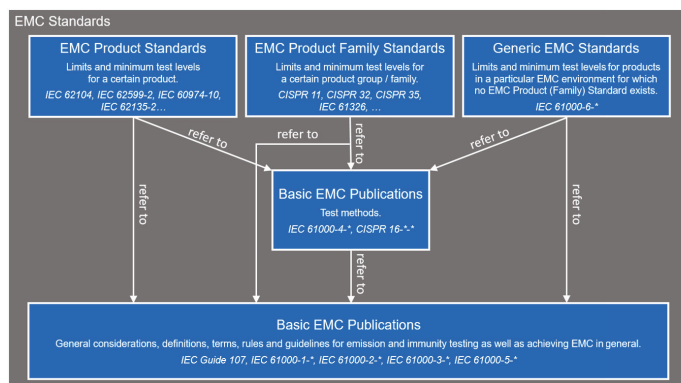 EMC Standards
EMC Product Standards
Limits and minimum test levels
for a certain product.
IEC 62104, IEC 62599-2, IEC 60974-10,
IEC 62135-2...
EMC Product Family Standards
Limits and minimum test levels for
a certain product group / family.
CISPR 11, CISPR 32, CISPR 35,
IEC 61326, ...
Generic EMC Standards
Limits and minimum test levels for products
in a particular EMC environment for which
no EMC Product (Family) Standard exists.
IEC 61000-6-*
refer to
refer to
refer to
refer to
refer to
refer to
Basic EMC Publications
Test methods.
IEC 61000-4-*, CISPR 16-*-*
refer to
Basic EMC Publications
General considerations, definitions, terms, rules and guidelines for emission and immunity testing as well as achieving EMC in general.
IEC Guide 107, IEC 61000-1-*, IEC 61000-2-*, IEC 61000-3-*, IEC 61000-5-*